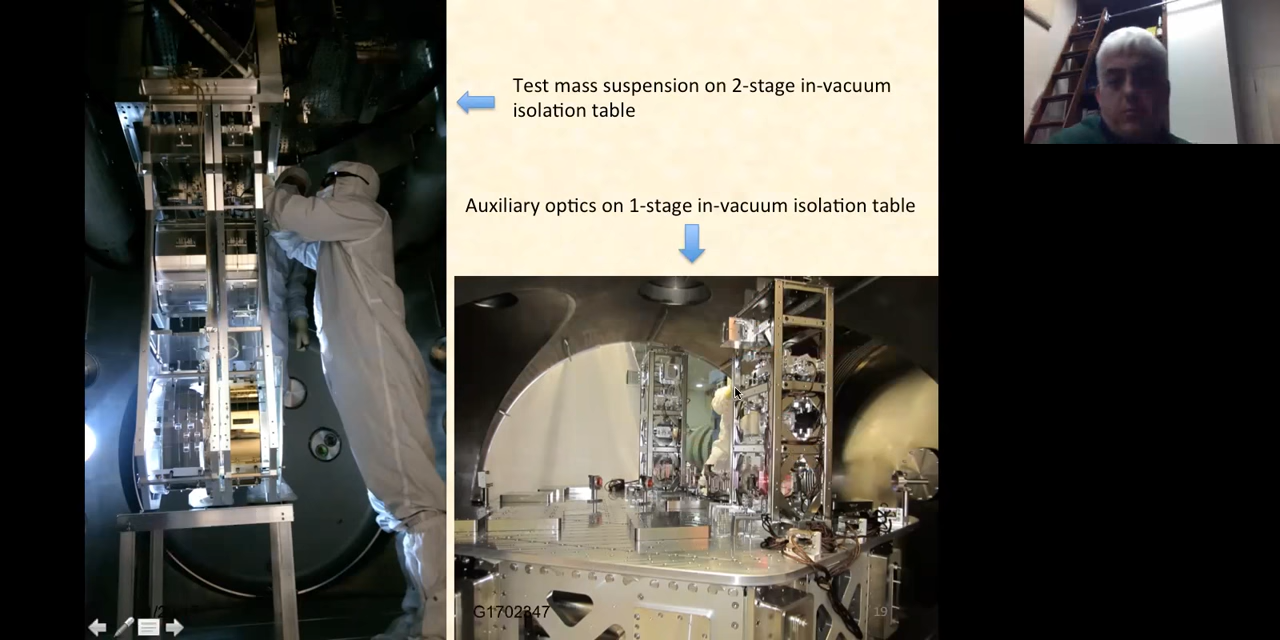 Test mass suspension on 2-stage in-vacuum
isolation table
Auxiliary optics on 1-stage in-vacuum isolation table
G1702347
19